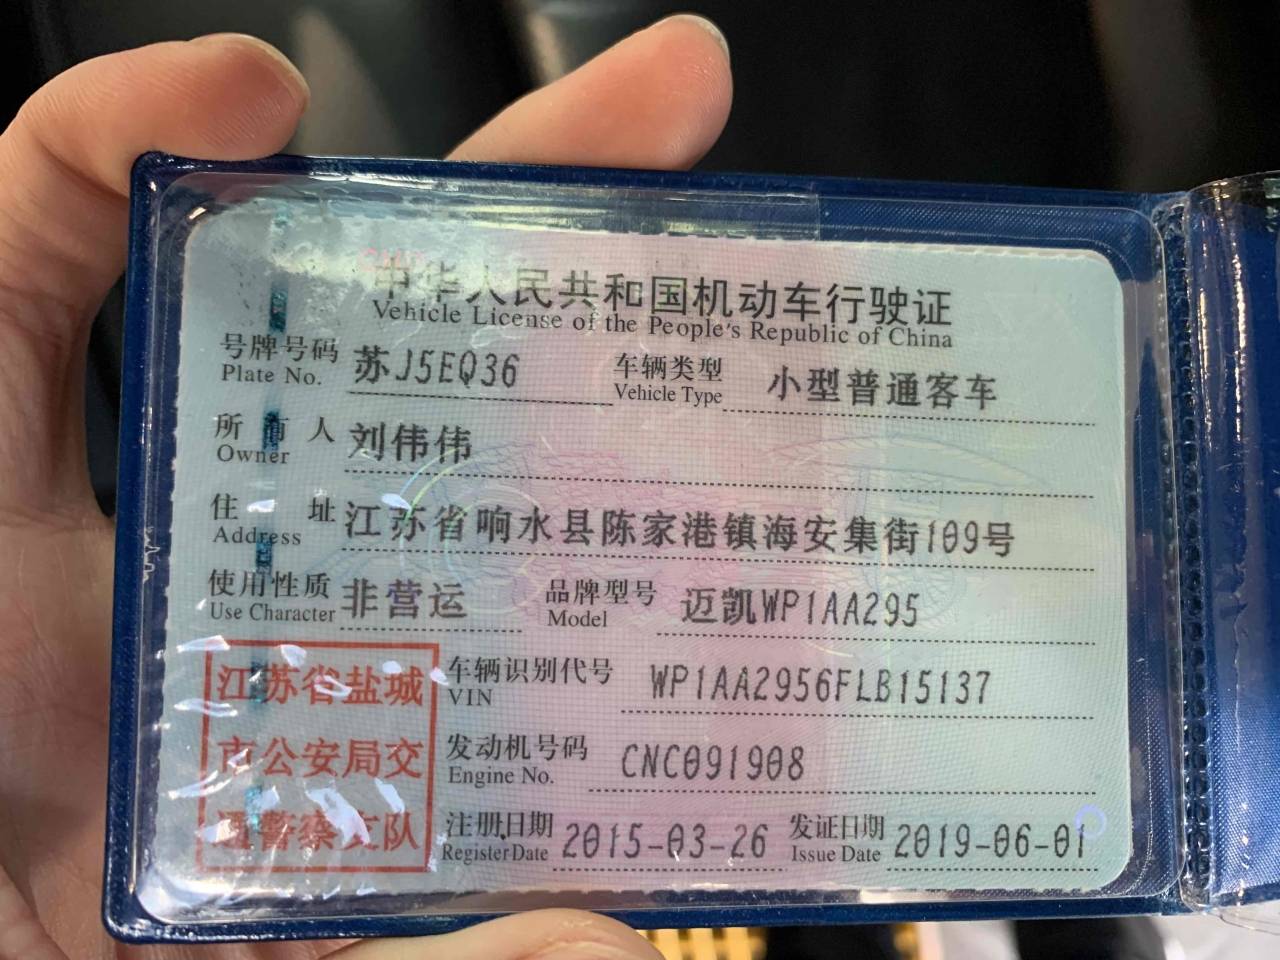 中华人民共和国机动车行驶证
Vehicle License of the People's Republic of China
号牌号码 苏J5EQ36 车辆类型 小型普通客车
Plate No. Vehicle Type
所有人 刘伟伟
Owner
住址 江苏省响水县陈家港镇海安集街109号
Address
使用性质 非营运 品牌型号 迈凯WP1AA295
Use Character Model
江苏省盐城 车辆识别代号 WP1AA2956FLB15137
VIN
市公安局交 发动机号码 CNC091908
Engine No.
通警察支队 注册日期 2015-03-26 发证日期 2019-06-01
Register Date Issue Date